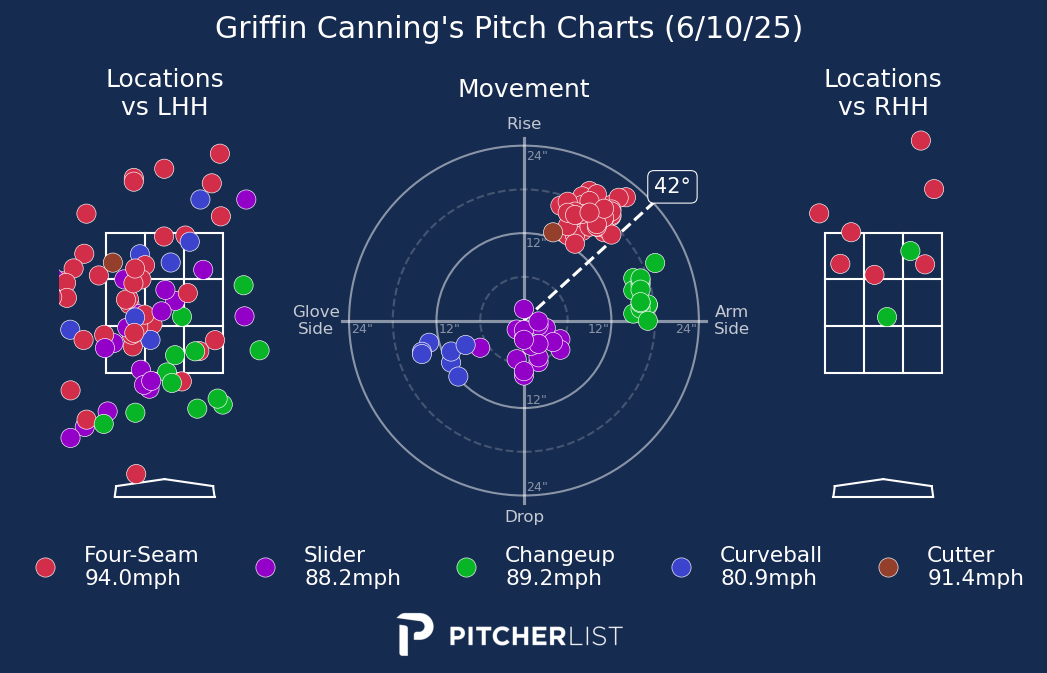 Griffin Canning's Pitch Charts (6/10/25)
Locations
vs LHH
Movement
Locations
vs RHH
Rise
24"
42°
12"
Glove
Side
24"
12"
12"
24"
Arm
Side
12"
24"
Drop
Four-Seam
94.0mph
Slider
88.2mph
Changeup
89.2mph
Curveball
80.9mph
Cutter
91.4mph
PITCHERLIST